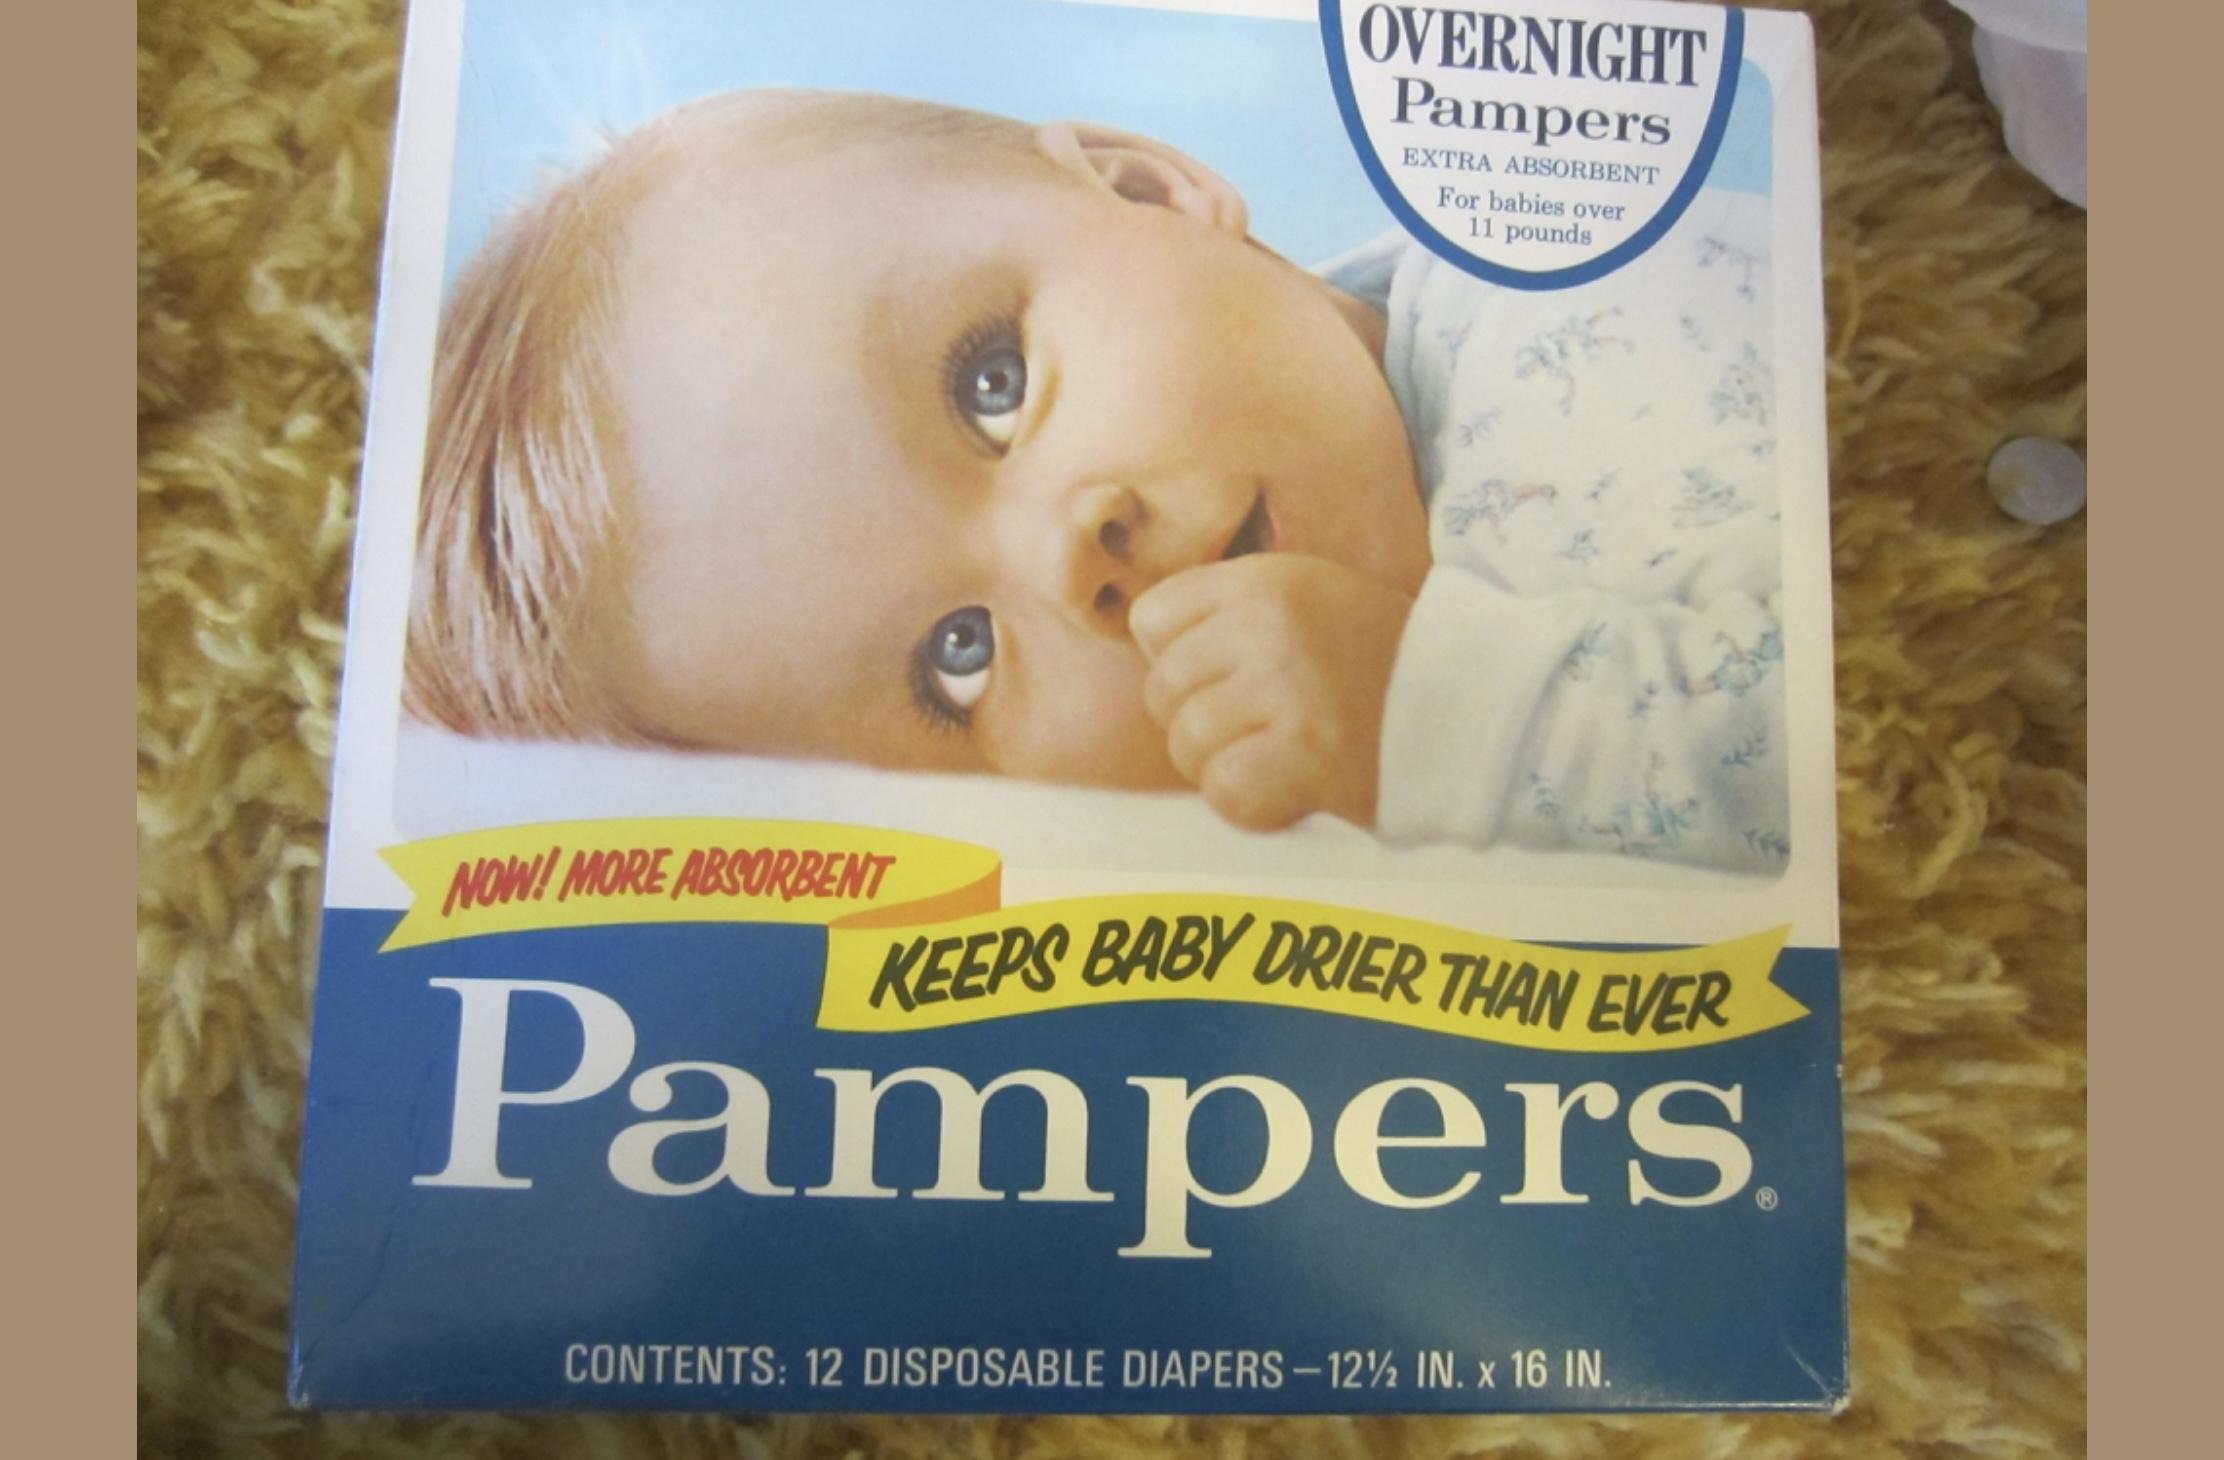 OVERNIGHT
Pampers
EXTRA ABSORBENT
For babies over
11 pounds
NOW! MORE ABSORBENT
KEEPS BABY DRIER THAN EVER
Pampers®
CONTENTS: 12 DISPOSABLE DIAPERS—12½ IN. x 16 IN.